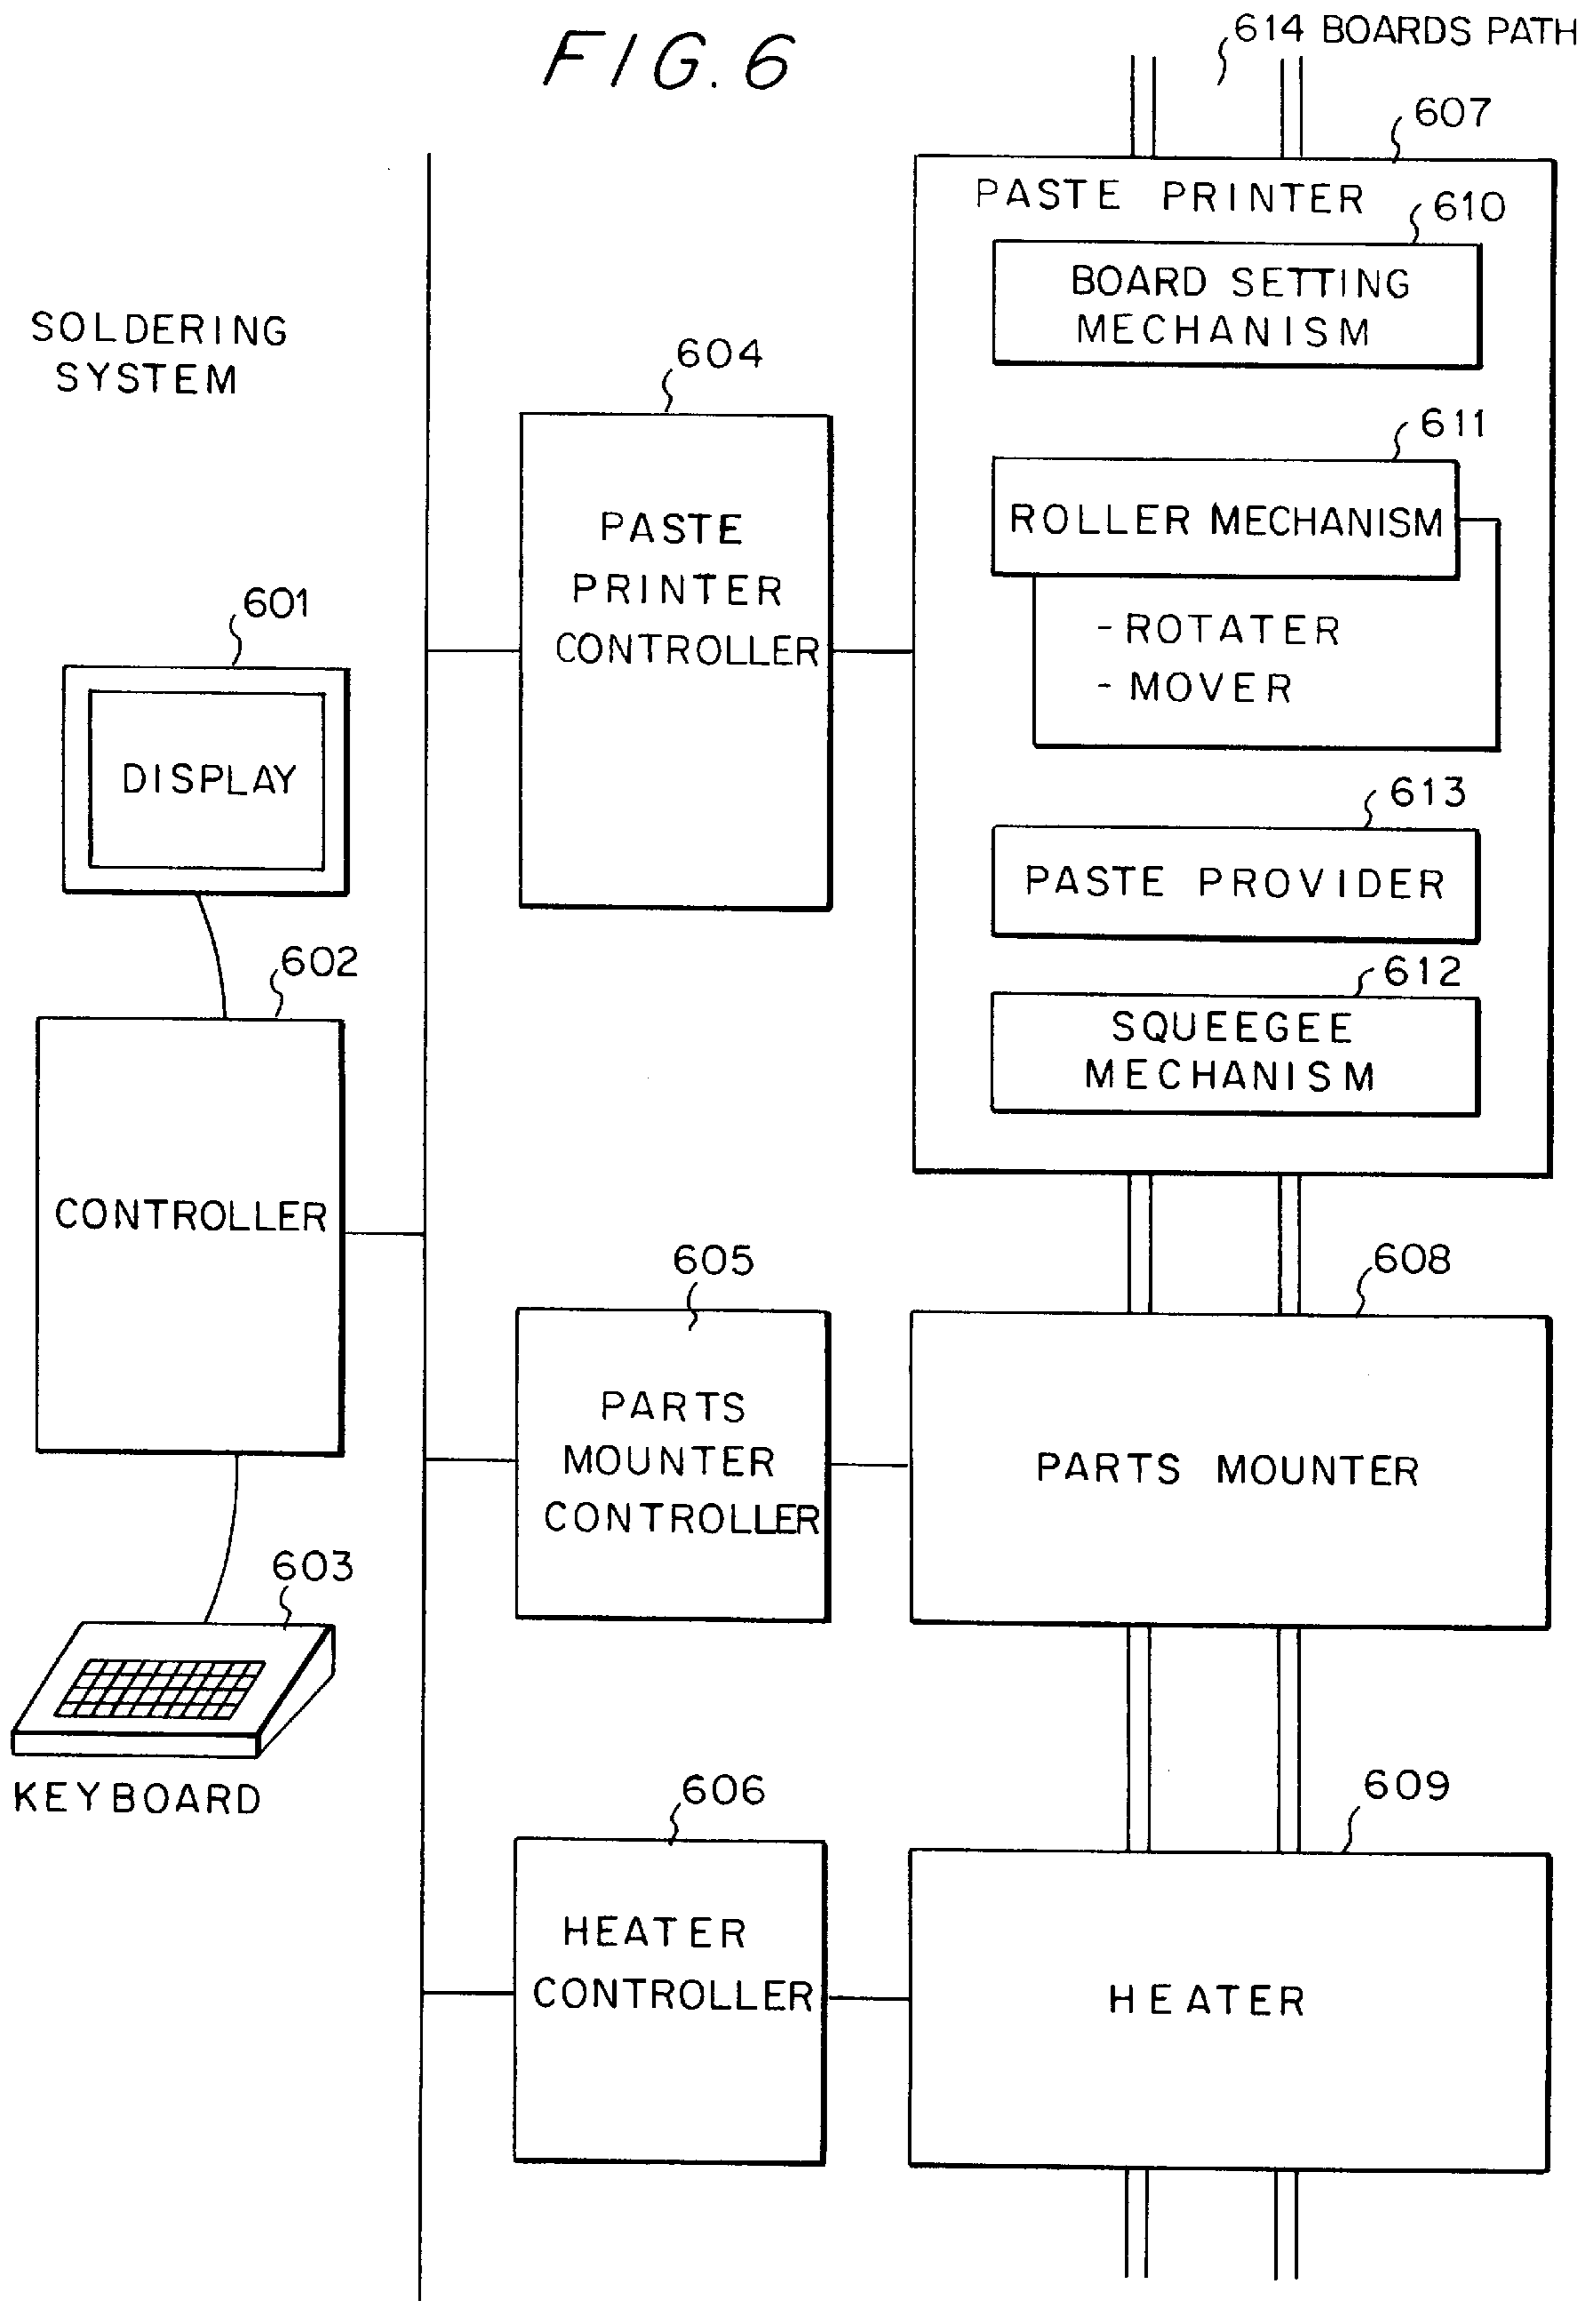 FIG. 6
614 BOARDS PATH
607
PASTE PRINTER
610
BOARD SETTING
MECHANISM
SOLDERING
SYSTEM
604
PASTE
PRINTER
CONTROLLER
611
ROLLER MECHANISM
- ROTATER
- MOVER
601
DISPLAY
613
PASTE PROVIDER
612
SQUEEGEE
MECHANISM
602
CONTROLLER
605
PARTS
MOUNTER
CONTROLLER
608
PARTS MOUNTER
603
KEYBOARD
606
HEATER
CONTROLLER
609
HEATER